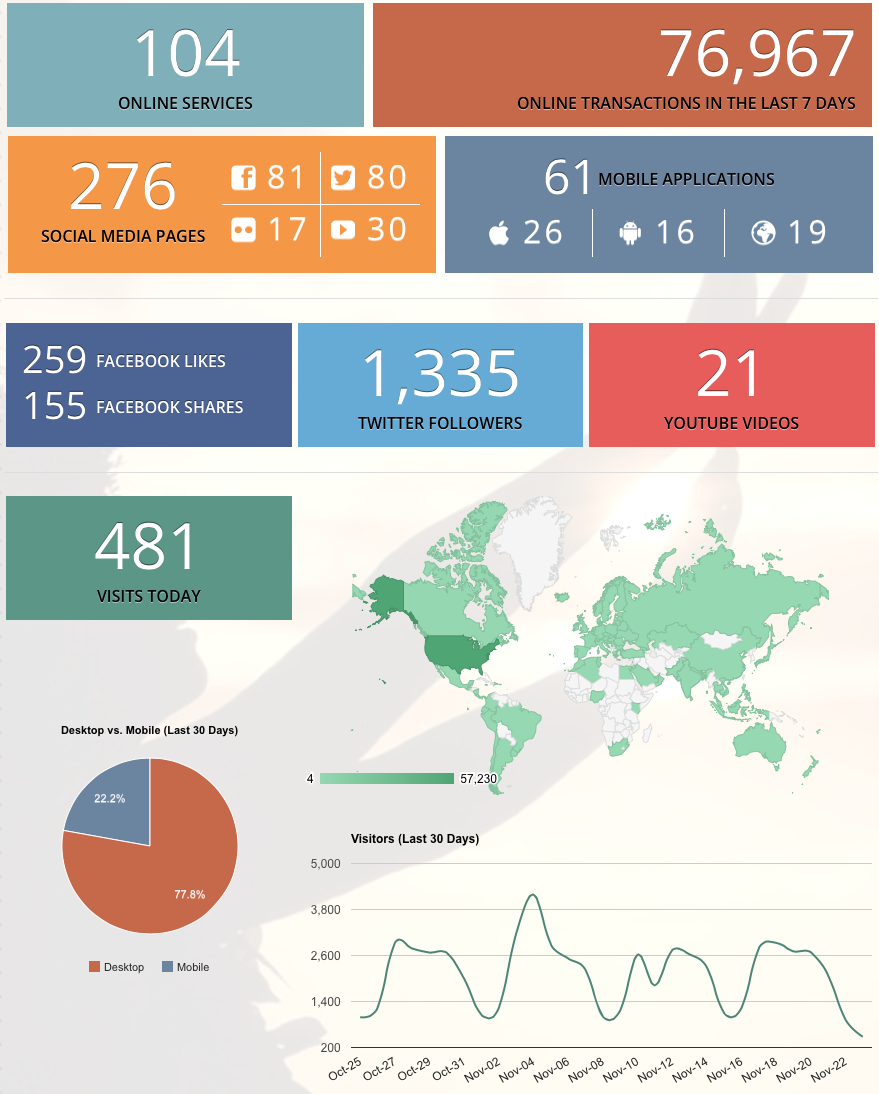 104
ONLINE SERVICES
76,967
ONLINE TRANSACTIONS IN THE LAST 7 DAYS
276
SOCIAL MEDIA PAGES
81
80
17
30
61 MOBILE APPLICATIONS
26
16
19
259 FACEBOOK LIKES
155 FACEBOOK SHARES
1,335
TWITTER FOLLOWERS
21
YOUTUBE VIDEOS
481
VISITS TODAY
4
57,230
Desktop vs. Mobile (Last 30 Days)
22.2%
77.8%
Desktop
Mobile
Visitors (Last 30 Days)
5,000
3,800
2,600
1,400
200
Oct-25
Oct-27
Oct-29
Oct-31
Nov-02
Nov-04
Nov-06
Nov-08
Nov-10
Nov-12
Nov-14
Nov-16
Nov-18
Nov-20
Nov-22